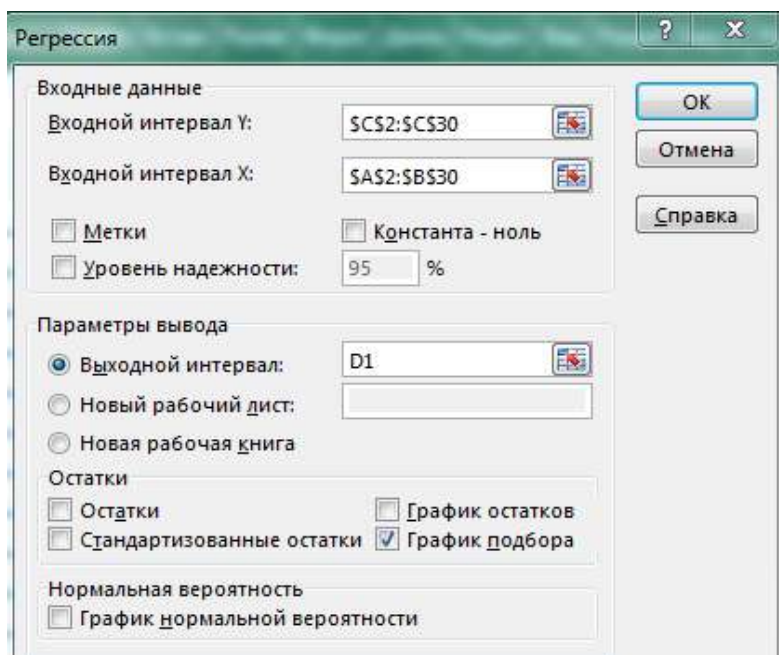 Регрессия
Входные данные
Входной интервал Y: $C$2:$C$30
Входной интервал X: $A$2:$B$30
Метки Константа - ноль
Уровень надежности: 95 %
ОК
Отмена
Справка
Параметры вывода
Выходной интервал: D1
Новый рабочий лист:
Новая рабочая книга
Остатки
Остатки График остатков
Стандартизованные остатки График подбора
Нормальная вероятность
График нормальной вероятности